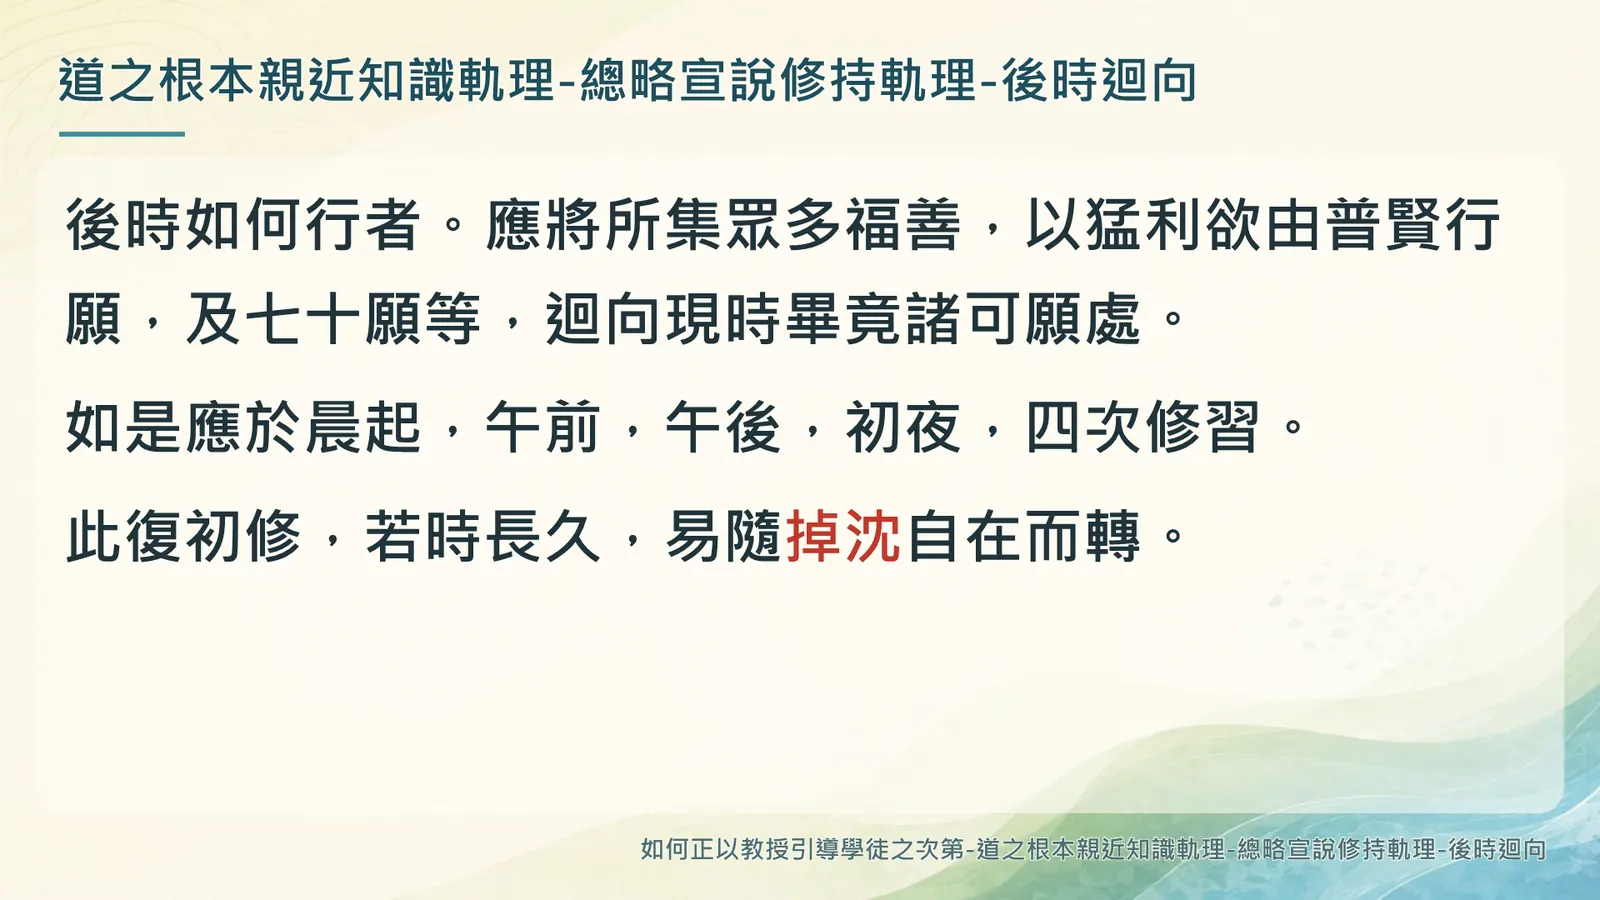 道之根本親近知識軌理-總略宣說修持軌理-後時迴向
後時如何行者。應將所集眾多福善，以猛利欲由普賢行
願，及七十願等，迴向現時畢竟諸可願處。
如是應於晨起，午前，午後，初夜，四次修習。
此復初修，若時長久，易隨掉沈自在而轉。
如何正以教授引導學徒之次第-道之根本親近知識軌理-總略宣說修持軌理-後時迴向